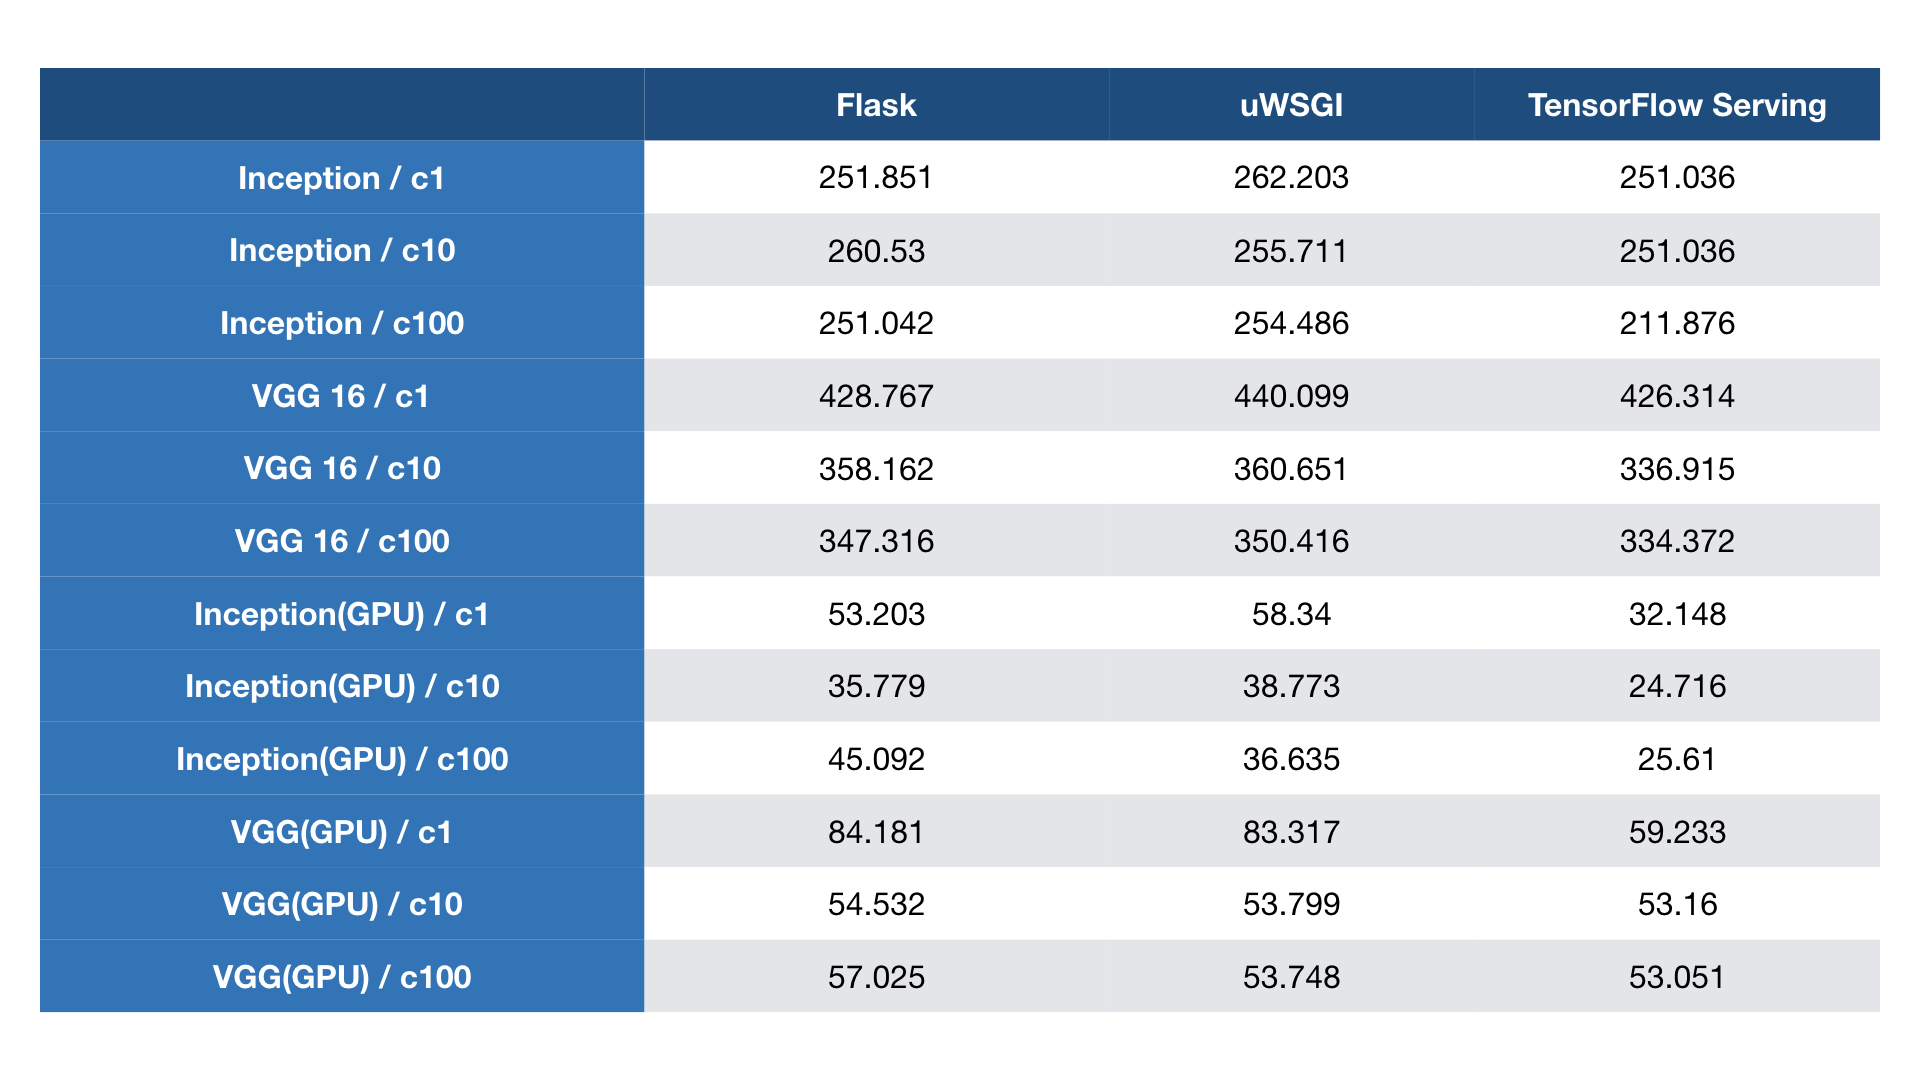 Flask uWSGI TensorFlow Serving
Inception / c1 251.851 262.203 251.036
Inception / c10 260.53 255.711 251.036
Inception / c100 251.042 254.486 211.876
VGG 16 / c1 428.767 440.099 426.314
VGG 16 / c10 358.162 360.651 336.915
VGG 16 / c100 347.316 350.416 334.372
Inception(GPU) / c1 53.203 58.34 32.148
Inception(GPU) / c10 35.779 38.773 24.716
Inception(GPU) / c100 45.092 36.635 25.61
VGG(GPU) / c1 84.181 83.317 59.233
VGG(GPU) / c10 54.532 53.799 53.16
VGG(GPU) / c100 57.025 53.748 53.051